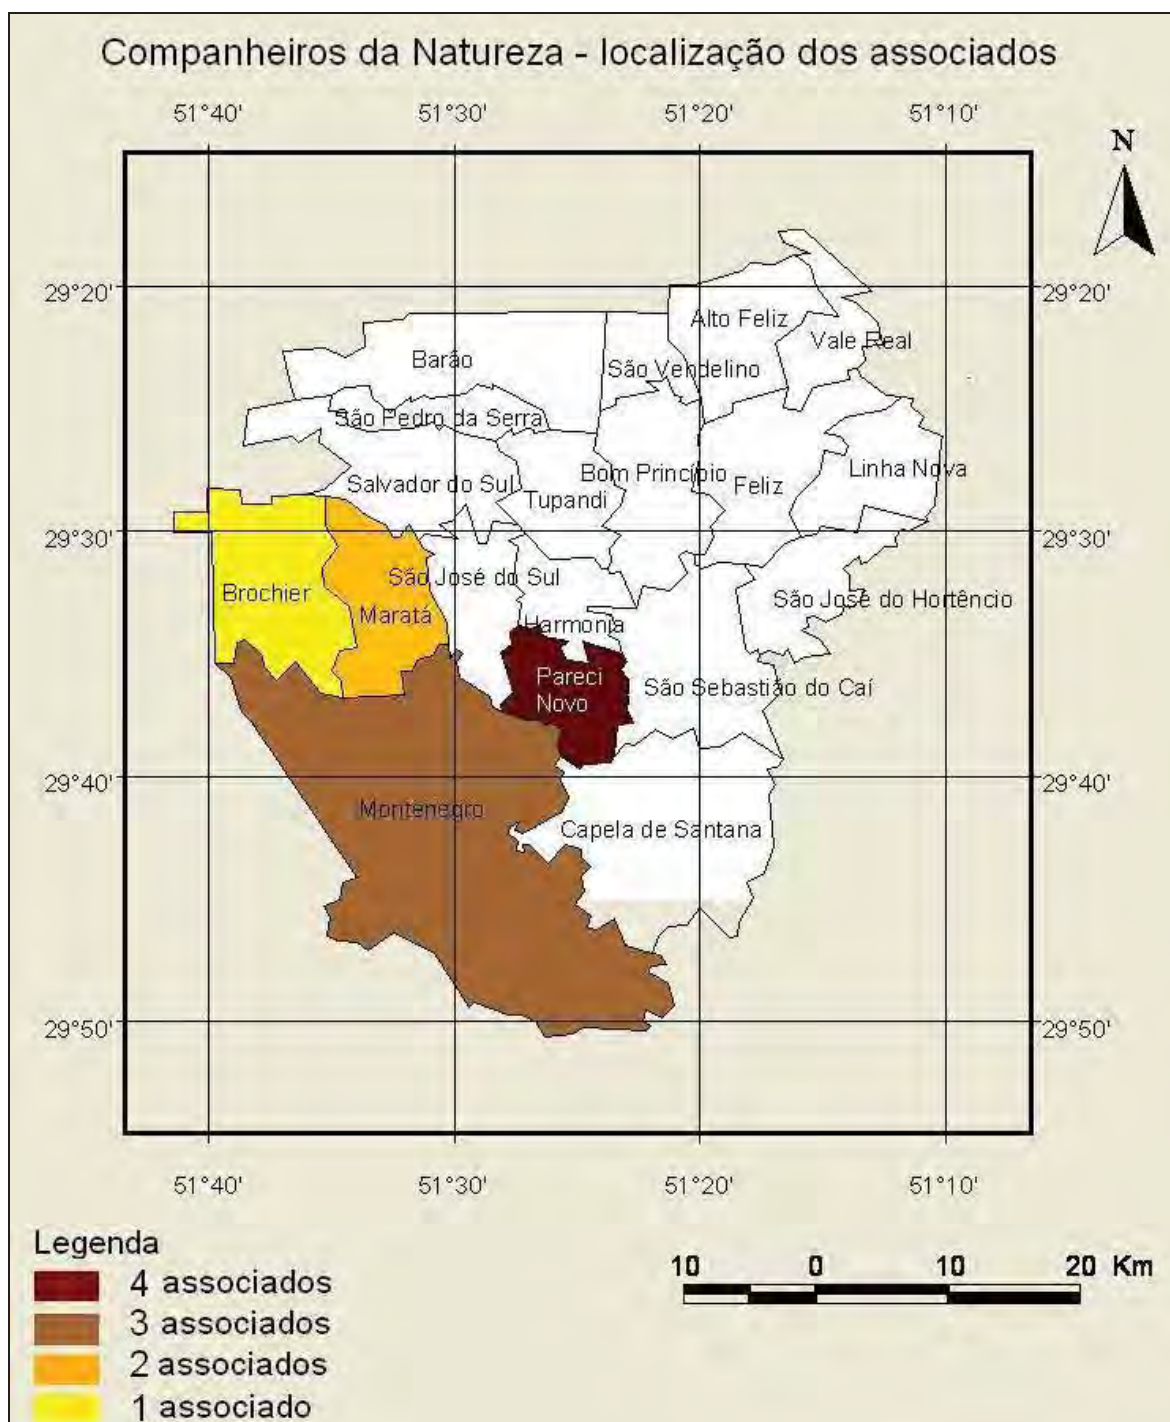 Companheiros da Natureza - localização dos associados
51°40' 51°30' 51°20' 51°10'
N
29°20' 29°20'
Alto Feliz
Vale Real
Barão
São Vendelino
São Pedro da Serra
Bom Princípio
Linha Nova
Salvador do Sul
Feliz
Tupandi
29°30' 29°30'
São José do Sul
Brochier
São José do Hortêncio
Maratá
Harmonia
Pareci
Novo
São Sebastião do Caí
29°40' 29°40'
Montenegro
Capela de Santana
29°50' 29°50'
51°40' 51°30' 51°20' 51°10'
Legenda
4 associados
3 associados
2 associados
1 associado
10 0 10 20 Km